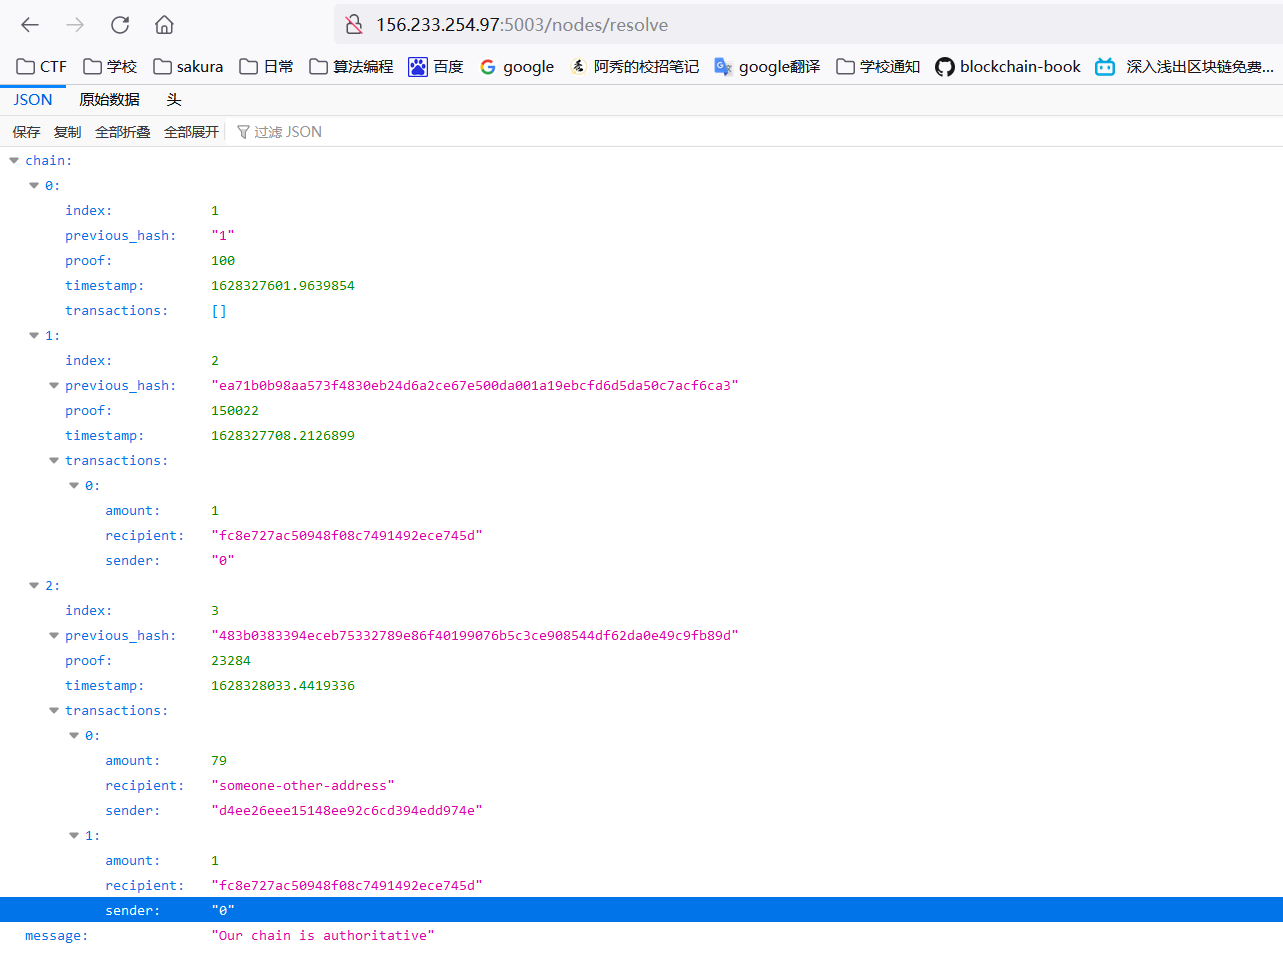 156.233.254.97:5003/nodes/resolve
CTF 学校 sakura 日常 算法编程 百度 google 阿秀的校招笔记 google翻译 学校通知 blockchain-book 深入浅出区块链免费...
JSON 原始数据 头
保存 复制 全部折叠 全部展开 过滤 JSON
chain:
0:
index: 1
previous_hash: "1"
proof: 100
timestamp: 1628327601.9639854
transactions: []
1:
index: 2
previous_hash: "ea71b0b98aa573f4830eb24d6a2ce67e500da001a19ebcfd6d5da50c7acf6ca3"
proof: 150022
timestamp: 1628327708.2126899
transactions:
0:
amount: 1
recipient: "fc8e727ac50948f08c7491492ece745d"
sender: "0"
2:
index: 3
previous_hash: "483b0383394eceb75332789e86f40199076b5c3ce908544df62da0e49c9fb89d"
proof: 23284
timestamp: 1628328033.4419336
transactions:
0:
amount: 79
recipient: "someone-other-address"
sender: "d4ee26eee15148ee92c6cd394edd974e"
1:
amount: 1
recipient: "fc8e727ac50948f08c7491492ece745d"
sender: "0"
message: "Our chain is authoritative"